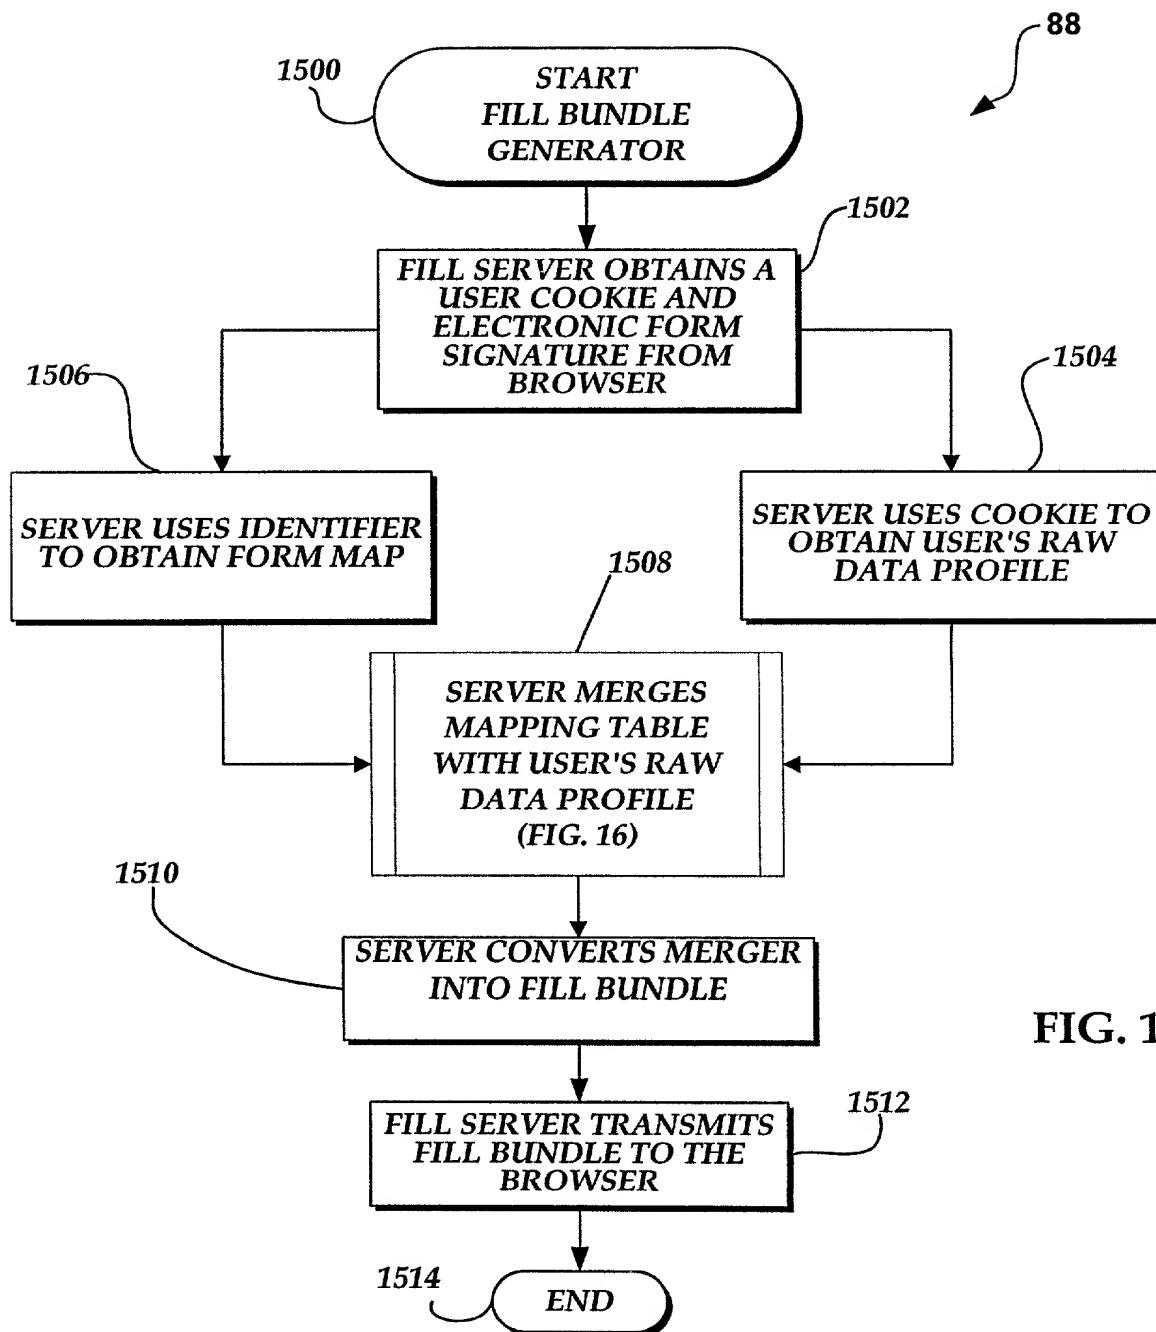 88
1500
START
FILL BUNDLE
GENERATOR
1502
FILL SERVER OBTAINS A
USER COOKIE AND
ELECTRONIC FORM
SIGNATURE FROM
BROWSER
1506
1504
SERVER USES IDENTIFIER
TO OBTAIN FORM MAP
SERVER USES COOKIE TO
OBTAIN USER'S RAW
DATA PROFILE
1508
SERVER MERGES
MAPPING TABLE
WITH USER'S RAW
DATA PROFILE
(FIG. 16)
1510
SERVER CONVERTS MERGER
INTO FILL BUNDLE
FIG. 1
1512
FILL SERVER TRANSMITS
FILL BUNDLE TO THE
BROWSER
1514
END